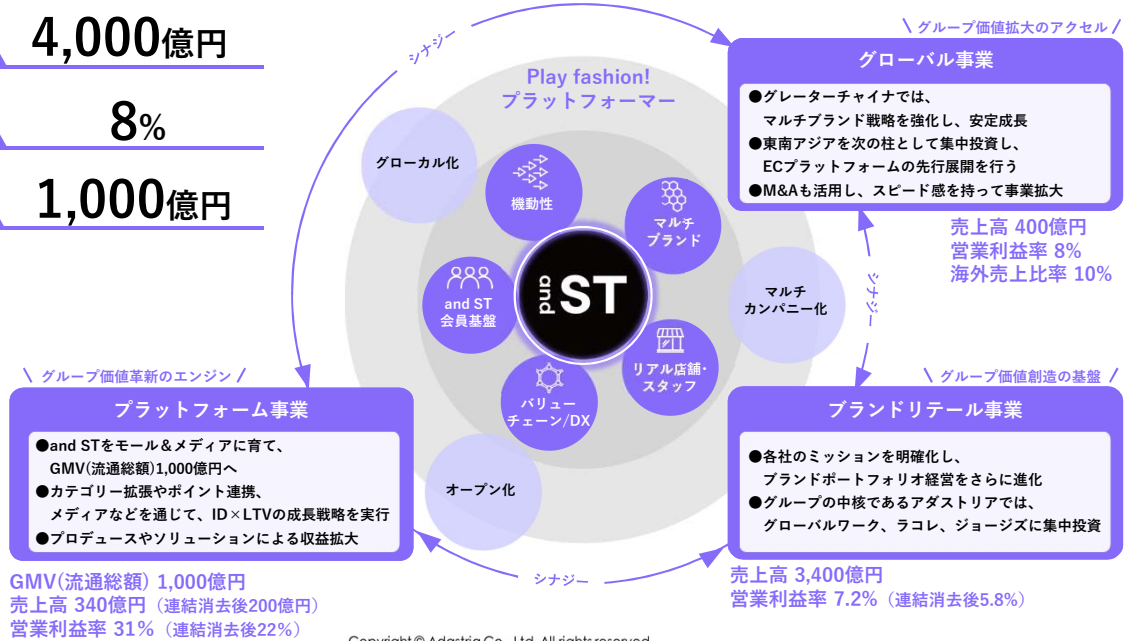 4,000億円
8%
1,000億円
シナジー
Play fashion!
プラットフォーマー
グローカル化
機動性
マルチ
ブランド
and ST
会員基盤
and ST
マルチ
カンパニー化
リアル店舗・
スタッフ
バリュー
チェーン/DX
オープン化
\ グループ価値拡大のアクセル /
グローバル事業
●グレーターチャイナでは、
マルチブランド戦略を強化し、安定成長
●東南アジアを次の柱として集中投資し、
ECプラットフォームの先行展開を行う
●M&Aも活用し、スピード感を持って事業拡大
売上高 400億円
営業利益率 8%
海外売上比率 10%
シナジー
\ グループ価値革新のエンジン /
プラットフォーム事業
●and STをモール＆メディアに育て、
GMV(流通総額)1,000億円へ
●カテゴリー拡張やポイント連携、
メディアなどを通じて、ID×LTVの成長戦略を実行
●プロデュースやソリューションによる収益拡大
GMV(流通総額) 1,000億円
売上高 340億円（連結消去後200億円）
営業利益率 31%（連結消去後22%）
シナジー
\ グループ価値創造の基盤 /
ブランドリテール事業
●各社のミッションを明確化し、
ブランドポートフォリオ経営をさらに進化
●グループの中核であるアダストリアでは、
グローバルワーク、ラコレ、ジョージズに集中投資
売上高 3,400億円
営業利益率 7.2%（連結消去後5.8%）
Copyright © Adastria Co., Ltd. All rights reserved.